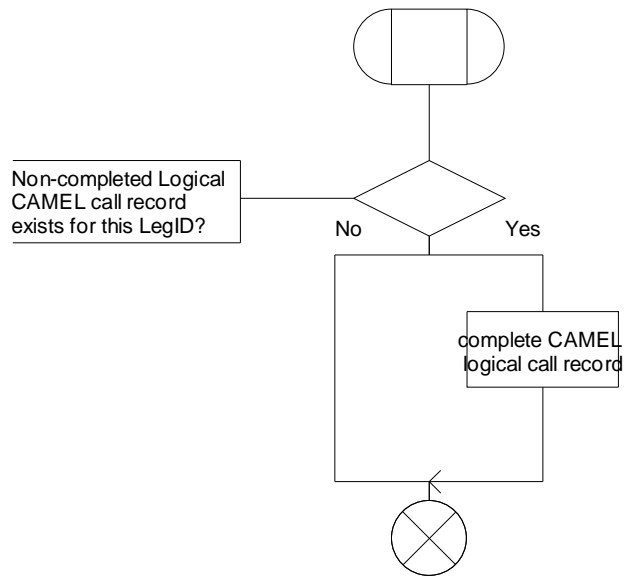 Non-completed Logical
CAMEL call record
exists for this LegID?
No
Yes
complete CAMEL
logical call record